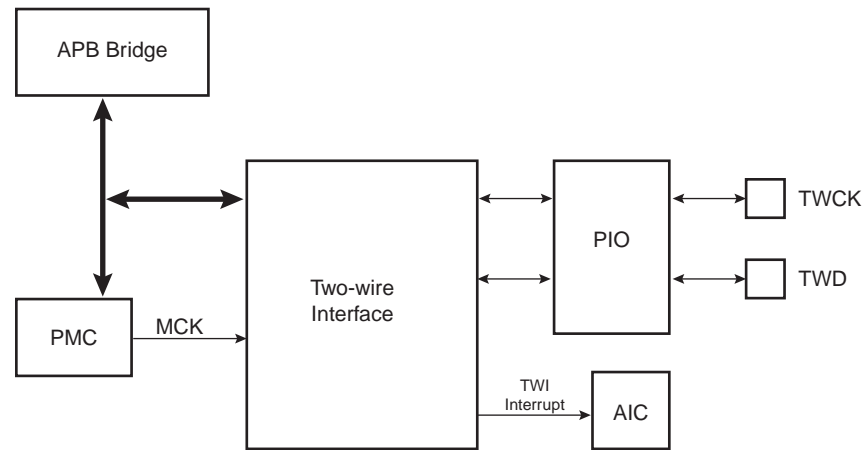 APB Bridge
TWCK
PIO
TWD
Two-wire
Interface
MCK
PMC
TWI
Interrupt
AIC